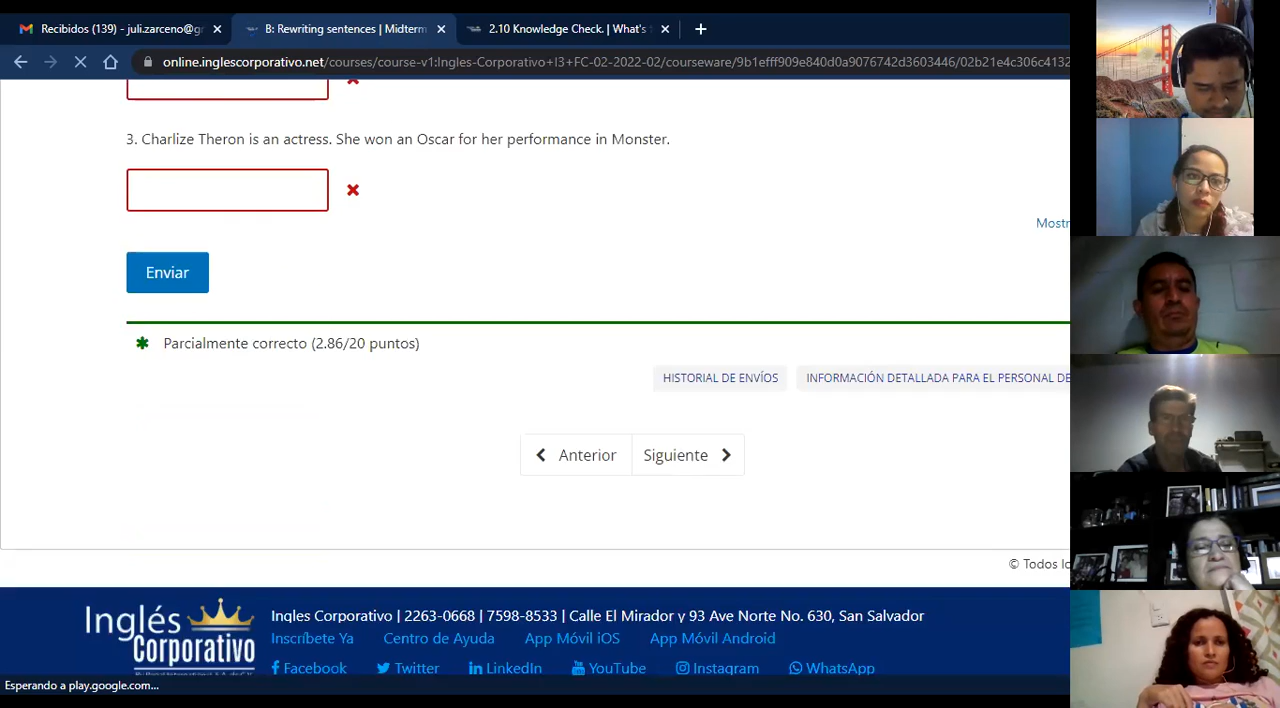 Recibidos (139) - juli.zarceno@gr
B: Rewriting sentences | Midterm
2.10 Knowledge Check. | What's
online.inglescorporativo.net/courses/course-v1:Ingles-Corporativo+I3+FC-02-2022-02/courseware/9b1efff909e840d0a9076742d3603446/02b21e4c306c4132
3. Charlize Theron is an actress. She won an Oscar for her performance in Monster.
Mostr
Enviar
Parcialmente correcto (2.86/20 puntos)
HISTORIAL DE ENVÍOS
INFORMACIÓN DETALLADA PARA EL PERSONAL DE
Anterior
Siguiente
© Todos lo
Inglés
Corporativo
Ingles Corporativo | 2263-0668 | 7598-8533 | Calle El Mirador y 93 Ave Norte No. 630, San Salvador
Inscríbete Ya
Centro de Ayuda
App Móvil iOS
App Móvil Android
Facebook
Twitter
LinkedIn
YouTube
Instagram
WhatsApp
Esperando a play.google.com...